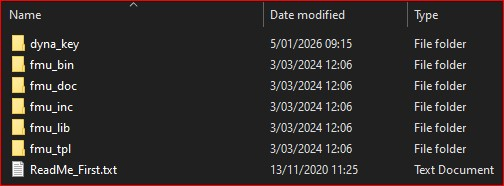 Name Date modified Type
dyna_key 5/01/2026 09:15 File folder
fmu_bin 3/03/2024 12:06 File folder
fmu_doc 3/03/2024 12:06 File folder
fmu_inc 3/03/2024 12:06 File folder
fmu_lib 3/03/2024 12:06 File folder
fmu_tpl 3/03/2024 12:06 File folder
ReadMe_First.txt 13/11/2020 11:25 Text Document